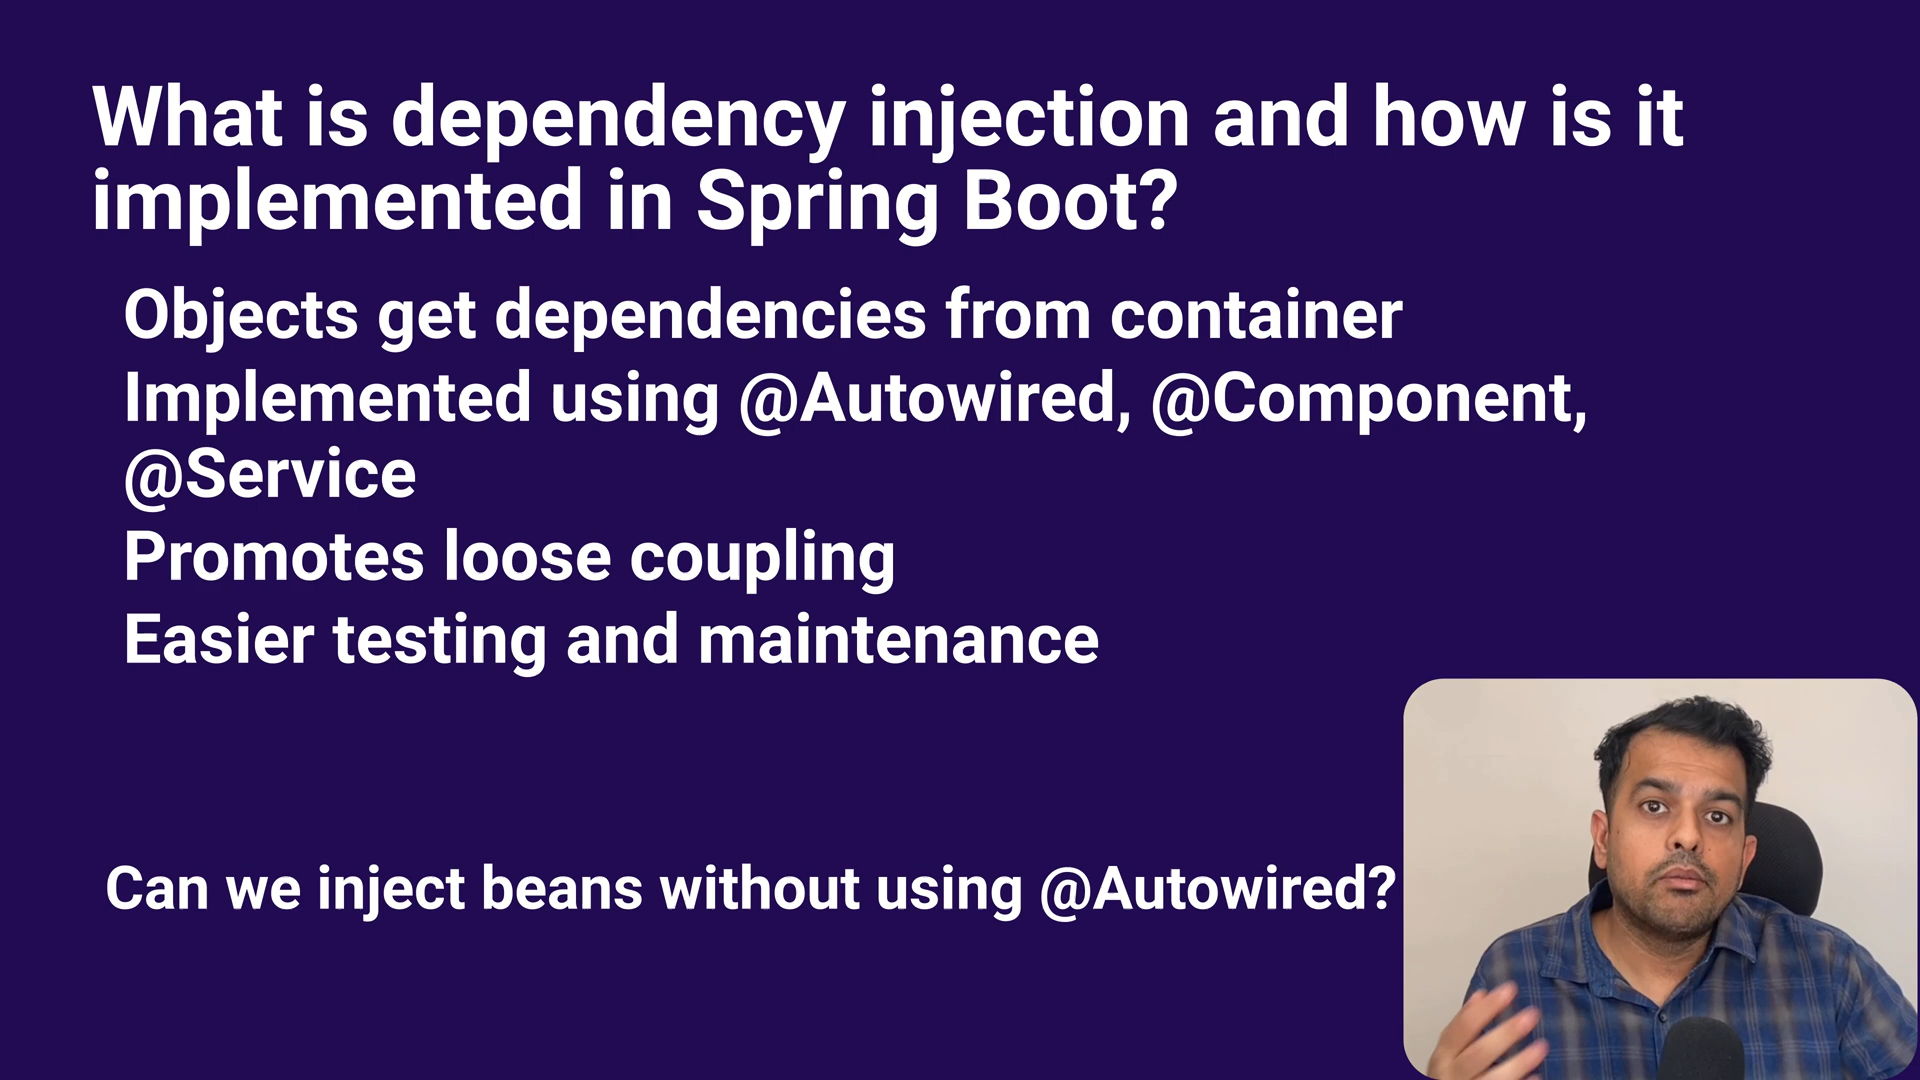 What is dependency injection and how is it
implemented in Spring Boot?
Objects get dependencies from container
Implemented using @Autowired, @Component,
@Service
Promotes loose coupling
Easier testing and maintenance
Can we inject beans without using @Autowired?